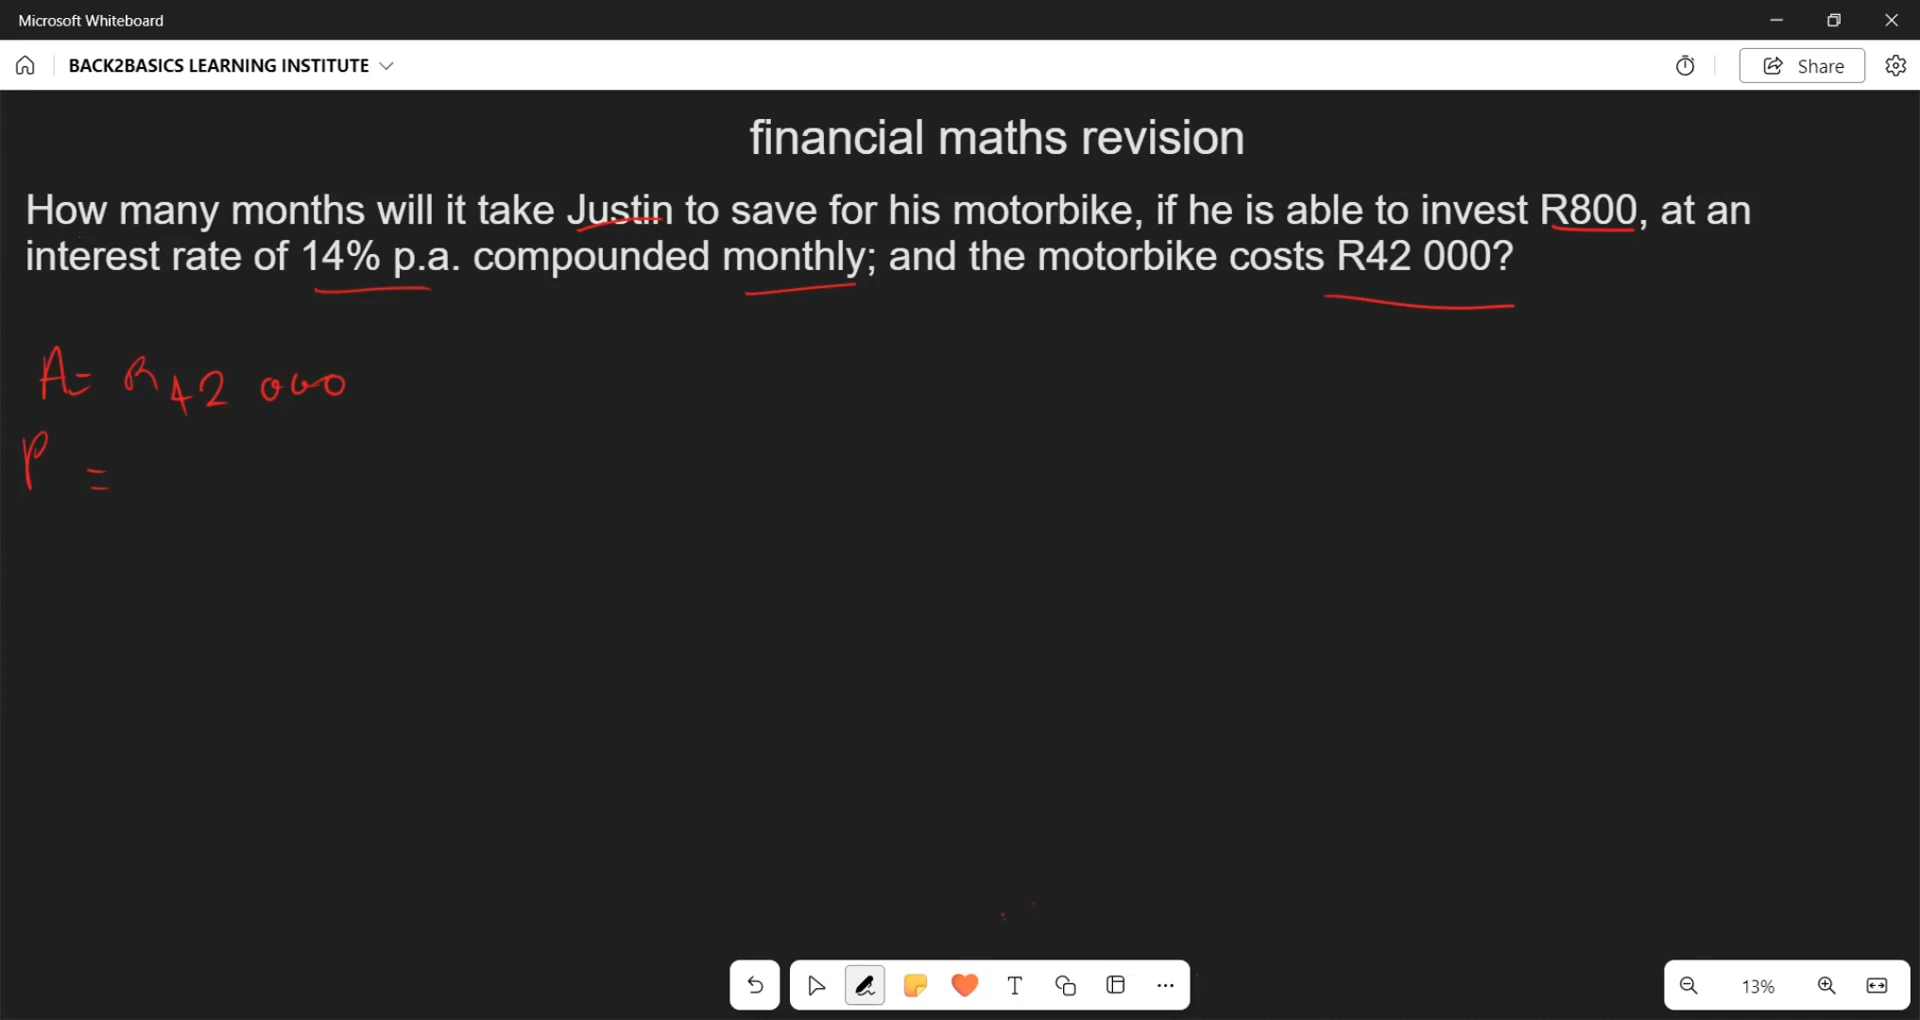 Microsoft Whiteboard
BACK2BASICS LEARNING INSTITUTE
Share
financial maths revision
How many months will it take Justin to save for his motorbike, if he is able to invest R800, at an
interest rate of 14% p.a. compounded monthly; and the motorbike costs R42 000?
A= R42 000
P =
13%